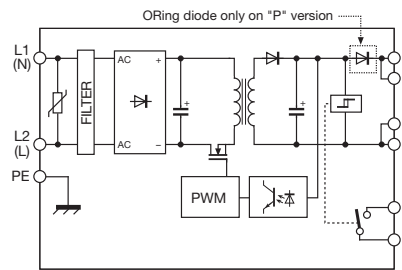 ORing diode only on "P" version
L1
(N)
FILTER
AC
+
+
+
L2
(L)
AC
–
PE
PWM